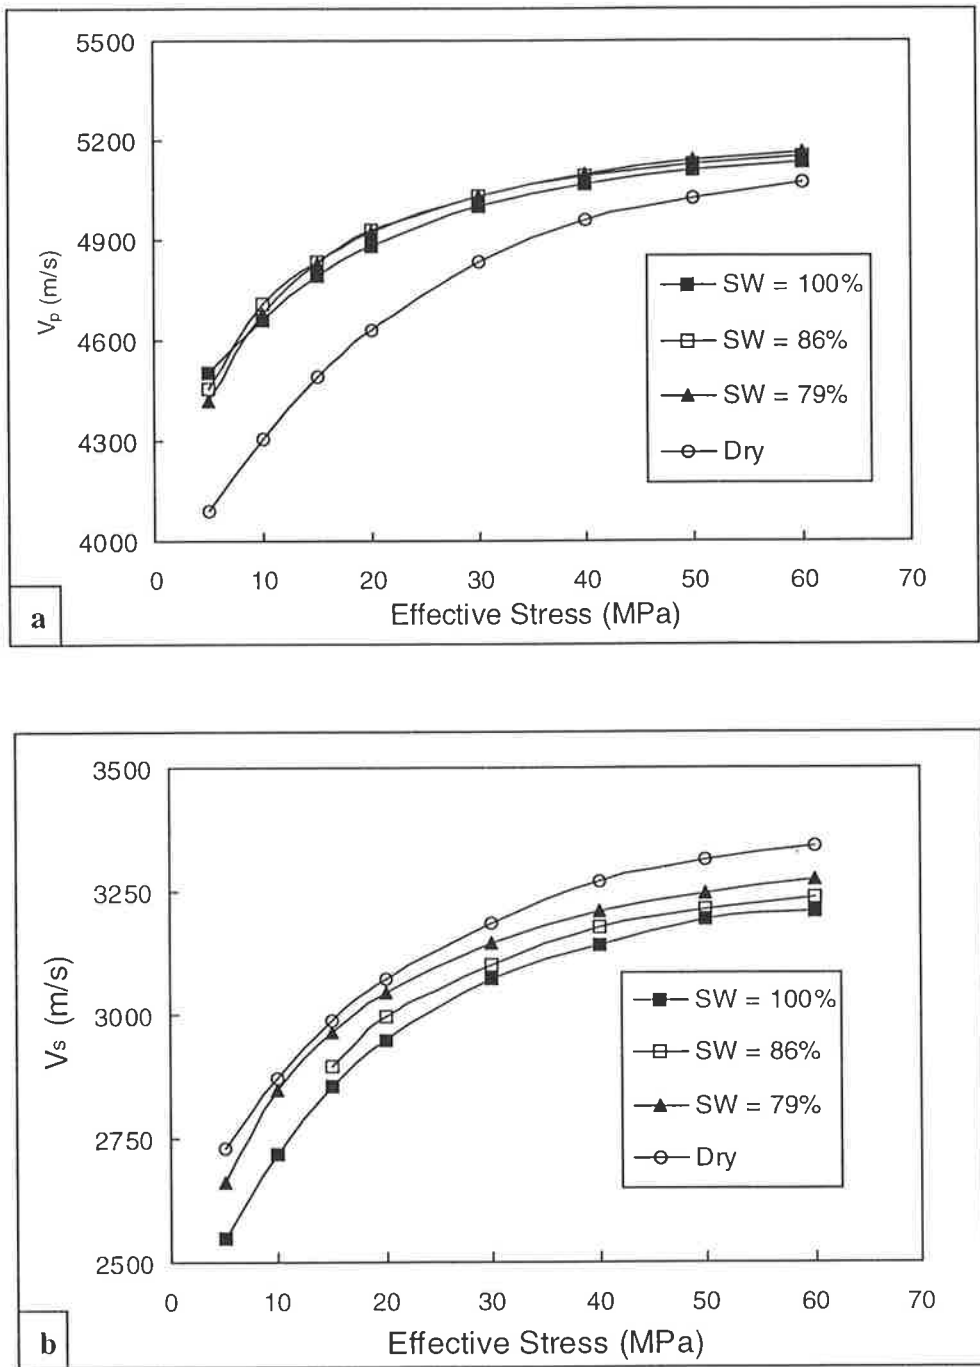 5500
5200
4900
4600
4300
4000
Vp (m/s)
0 10 20 30 40 50 60 70
Effective Stress (MPa)
SW = 100%
SW = 86%
SW = 79%
Dry
a
3500
3250
3000
2750
2500
Vs (m/s)
0 10 20 30 40 50 60 70
Effective Stress (MPa)
SW = 100%
SW = 86%
SW = 79%
Dry
b